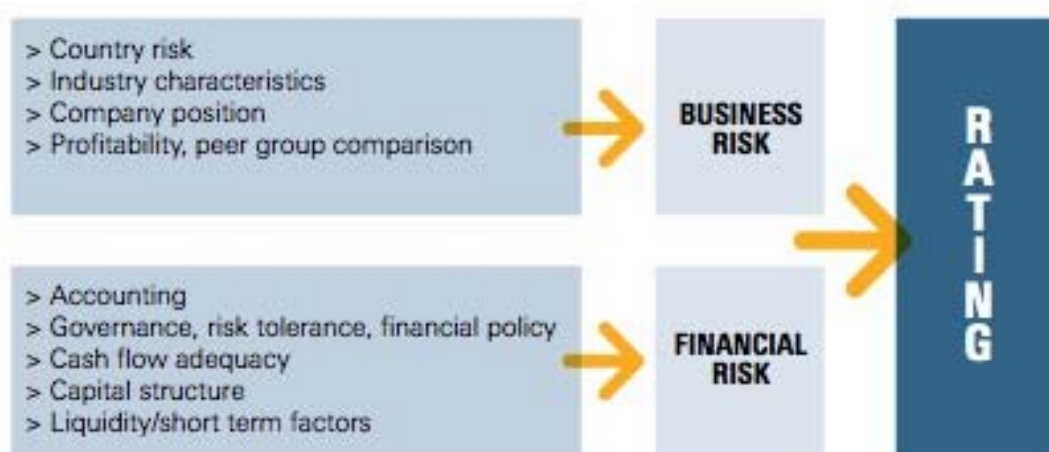 > Country risk
> Industry characteristics
> Company position
> Profitability, peer group comparison
BUSINESS
RISK
> Accounting
> Governance, risk tolerance, financial policy
> Cash flow adequacy
> Capital structure
> Liquidity/short term factors
FINANCIAL
RISK
RATING